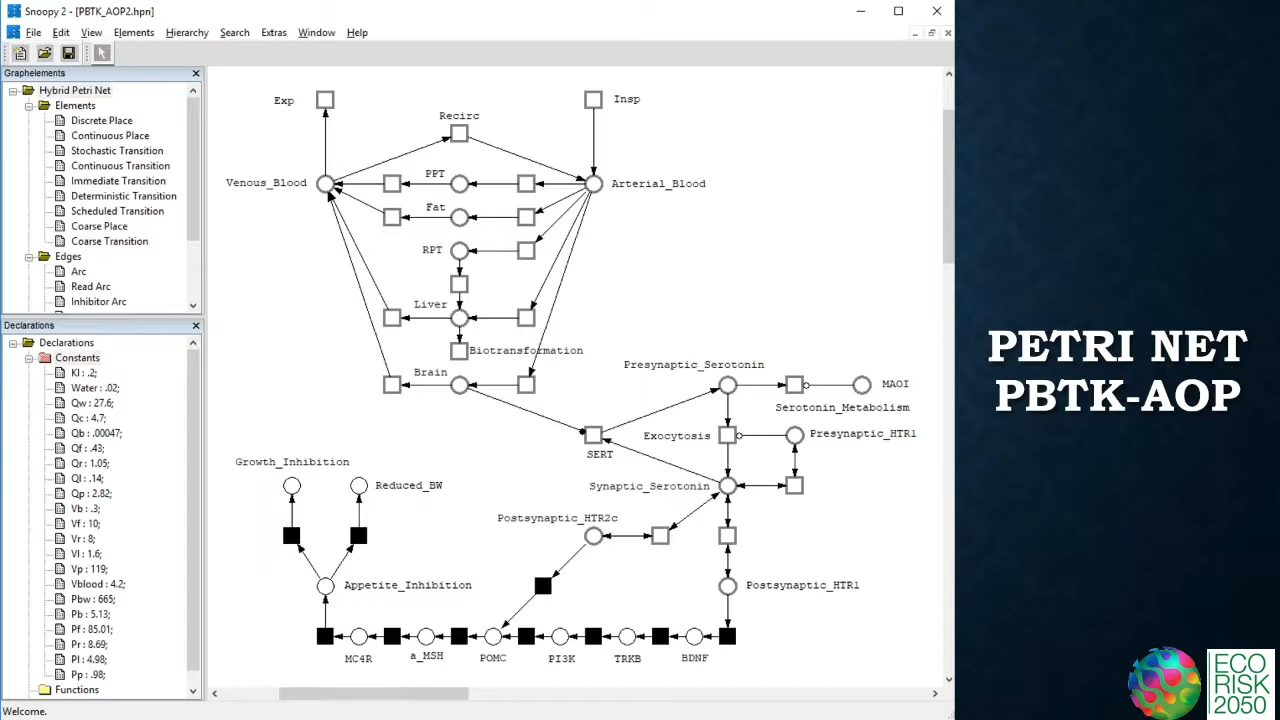 Snoopy 2 - [PBTK_AOP2.hpn]
File Edit View Elements Hierarchy Search Extras Window Help
Graphelements
Hybrid Petri Net
Elements
Discrete Place
Continuous Place
Stochastic Transition
Continuous Transition
Immediate Transition
Deterministic Transition
Scheduled Transition
Coarse Place
Coarse Transition
Edges
Arc
Read Arc
Inhibitor Arc
Declarations
Declarations
Constants
Kl : .2;
Water : .02;
Qw : 27.6;
Qc : 4.7;
Qb : .00047;
Qf : .43;
Qr : 1.05;
Ql : .14;
Qp : 2.82;
Vb : .3;
Vf : 10;
Vr : 8;
Vl : 1.6;
Vp : 119;
Vblood : 4.2;
Pbw : 665;
Pb : 5.13;
Pf : 85.01;
Pr : 8.69;
Pl : 4.98;
Pp : .98;
Functions
Welcome.
Exp
Insp
Recirc
Venous_Blood
PPT
Arterial_Blood
Fat
RPT
Liver
Biotransformation
Brain
Presynaptic_Serotonin
MAOI
Serotonin_Metabolism
Exocytosis
Presynaptic_HTR1
SERT
Growth_Inhibition
Reduced_BW
Synaptic_Serotonin
Postsynaptic_HTR2c
Appetite_Inhibition
Postsynaptic_HTR1
MC4R
a_MSH
POMC
PI3K
TRKB
BDNF
PETRI NET
PBTK-AOP
ECO
RISK
2050